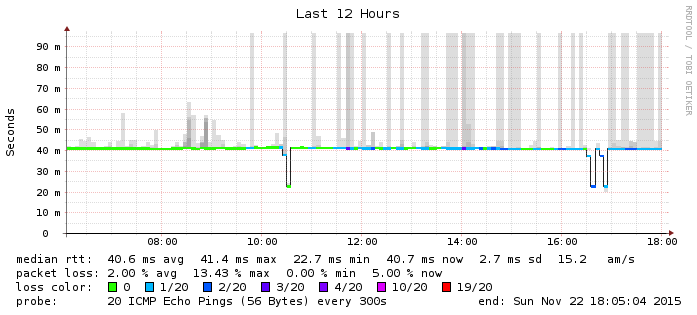 Last 12 Hours
RRDTOOL / TOBI OETIKER
Seconds
90 m
80 m
70 m
60 m
50 m
40 m
30 m
20 m
10 m
0
08:00 10:00 12:00 14:00 16:00 18:00
median rtt: 40.6 ms avg 41.4 ms max 22.7 ms min 40.7 ms now 2.7 ms sd 15.2 am/s
packet loss: 2.00 % avg 13.43 % max 0.00 % min 5.00 % now
loss color: 0 1/20 2/20 3/20 4/20 10/20 19/20
probe: 20 ICMP Echo Pings (56 Bytes) every 300s end: Sun Nov 22 18:05:04 2015